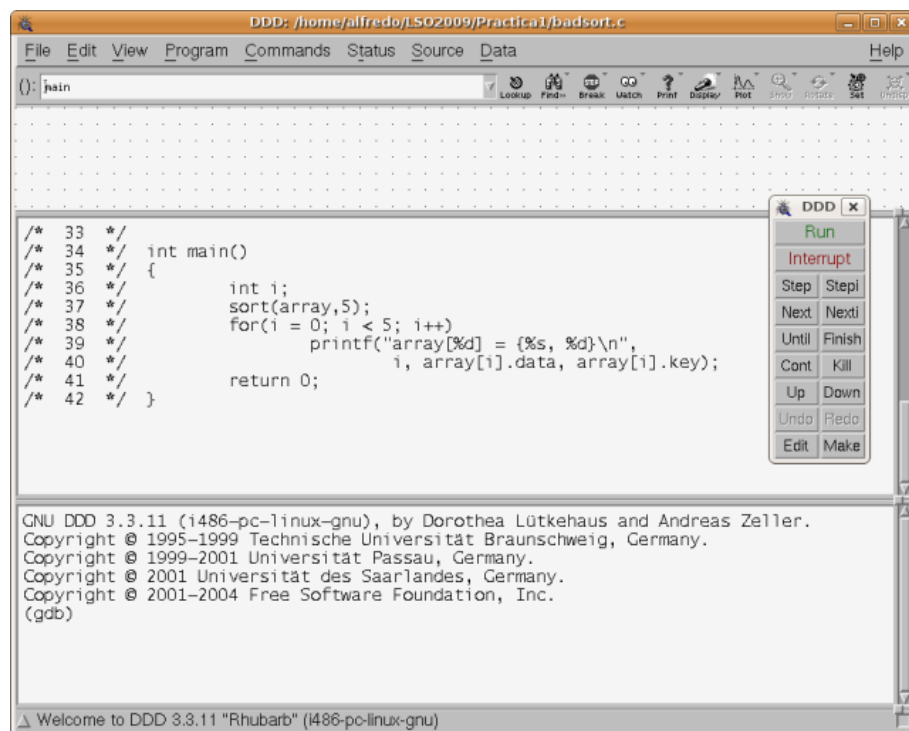 DDD: /home/alfredo/LSO2009/Practica1/badsort.c
File Edit View Program Commands Status Source Data Help
(): main
Lookup Find» Break Watch Print Display Plot Rotate Set
/* 33 */
/* 34 */ int main()
/* 35 */ {
/* 36 */ int i;
/* 37 */ sort(array,5);
/* 38 */ for(i = 0; i < 5; i++)
/* 39 */ printf("array[%d] = {%s, %d}\n",
/* 40 */ i, array[i].data, array[i].key);
/* 41 */ return 0;
/* 42 */ }
DDD
Run
Interrupt
Step Stepi
Next Nexti
Until Finish
Cont Kill
Up Down
Undo Redo
Edit Make
GNU DDD 3.3.11 (i486-pc-linux-gnu), by Dorothea Lütkehaus and Andreas Zeller.
Copyright © 1995-1999 Technische Universität Braunschweig, Germany.
Copyright © 1999-2001 Universität Passau, Germany.
Copyright © 2001 Universität des Saarlandes, Germany.
Copyright © 2001-2004 Free Software Foundation, Inc.
(gdb)
Welcome to DDD 3.3.11 "Rhubarb" (i486-pc-linux-gnu)